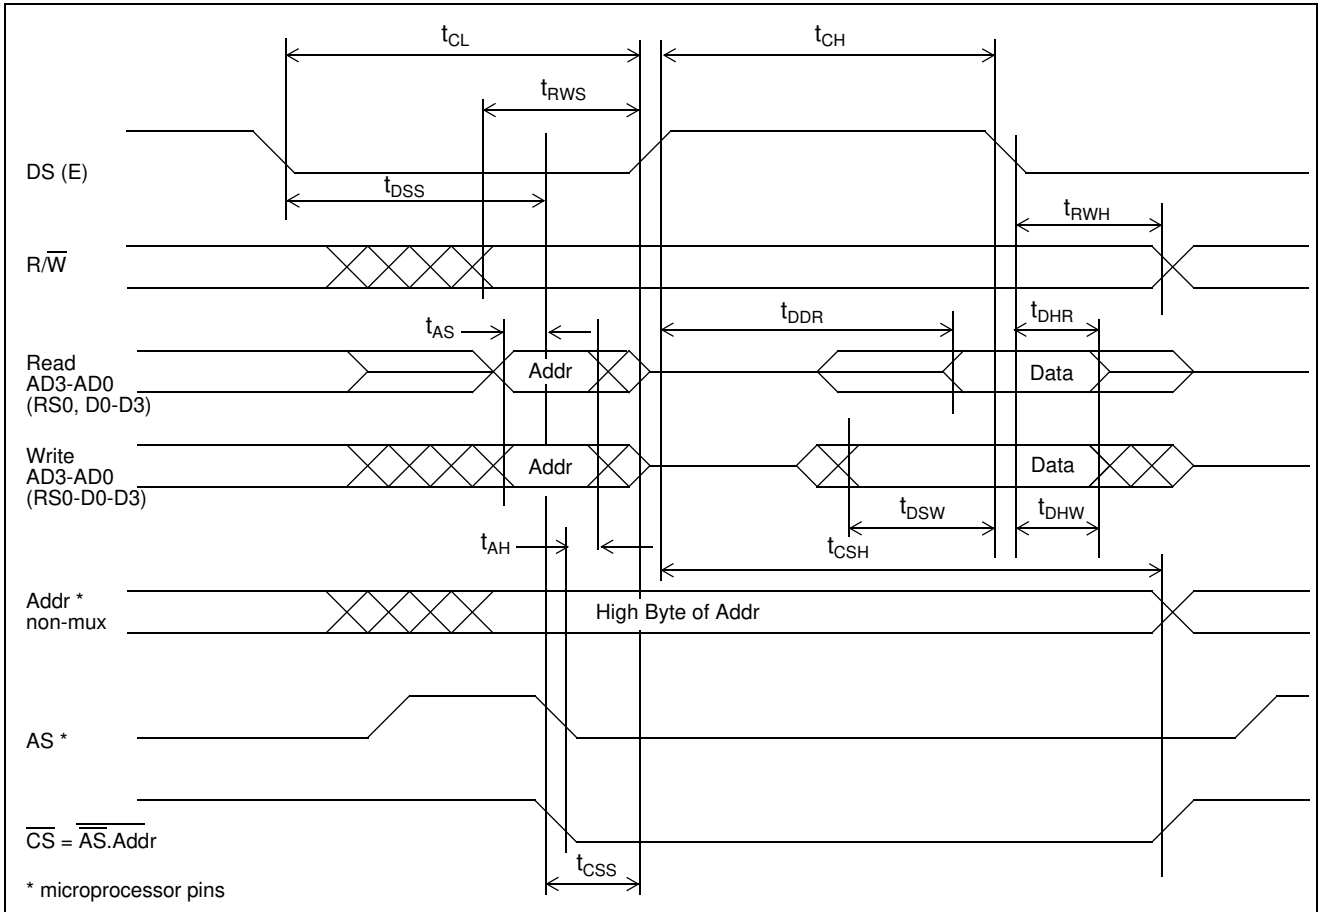 tCL
tCH
tRWS
DS (E)
tDSS
tRWH
R/W̅
tDDR
tDHR
tAS
Read
AD3-AD0
(RS0, D0-D3)
Addr
Data
Write
AD3-AD0
(RS0-D0-D3)
Addr
Data
tDSW
tDHW
tAH
tCSH
Addr *
non-mux
High Byte of Addr
AS *
C̅S̅ = A̅S̅.Addr
tCSS
* microprocessor pins